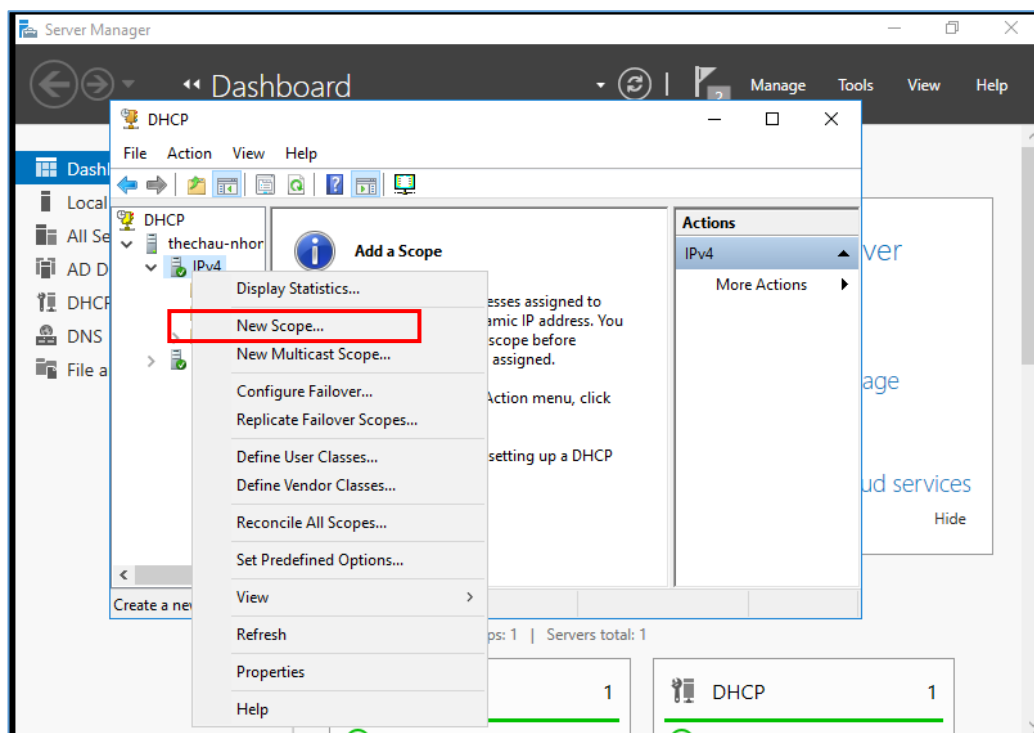 Server Manager
Dashboard
2
Manage
Tools
View
Help
DHCP
File Action View Help
Dashl
Local
All Se
AD D
DHCP
DNS
File a
DHCP
thechau-nhor
IPv4
Add a Scope
esses assigned to
amic IP address. You
scope before
assigned.
Action menu, click
setting up a DHCP
Actions
IPv4
More Actions
Display Statistics...
New Scope...
New Multicast Scope...
Configure Failover...
Replicate Failover Scopes...
Define User Classes...
Define Vendor Classes...
Reconcile All Scopes...
Set Predefined Options...
View
Refresh
Properties
Help
Create a new
ver
age
ud services
Hide
ps: 1 | Servers total: 1
1
DHCP 1